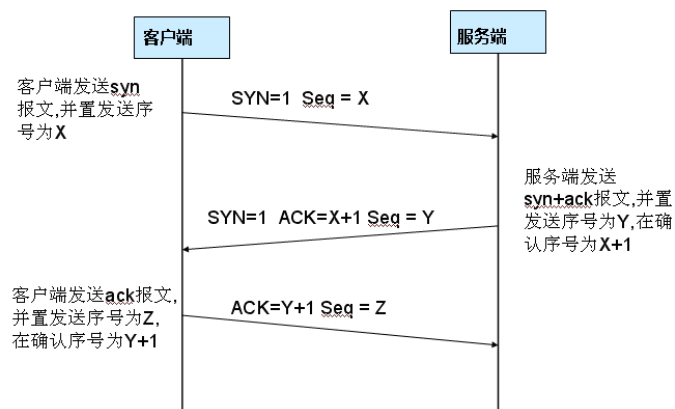 客户端
服务端
客户端发送syn
报文,并置发送序
号为X
SYN=1 Seq = X
服务端发送
syn+ack报文,并置
发送序号为Y,在确
认序号为X+1
SYN=1 ACK=X+1 Seq = Y
客户端发送ack报文,
并置发送序号为Z,
在确认序号为Y+1
ACK=Y+1 Seq = Z